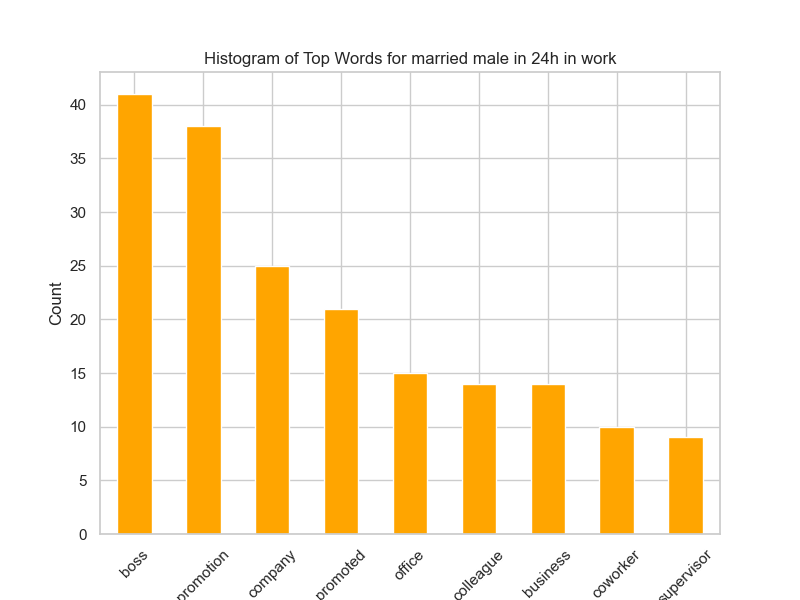 Histogram of Top Words for married male in 24h in work
Count
40
35
30
25
20
15
10
5
0
boss
promotion
company
promoted
office
colleague
business
coworker
supervisor